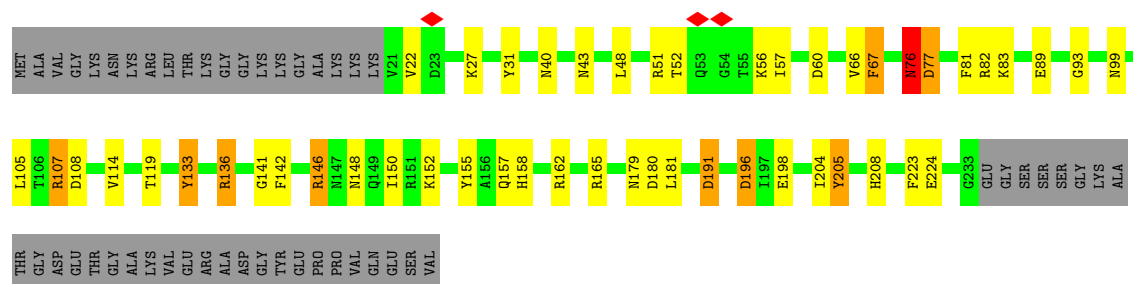 MET ALA VAL GLY LYS ASN LYS ARG LEU THR LYS GLY GLY LYS LYS GLY ALA LYS LYS LYS V21 V22 D23 K27 Y31 N40 N43 L48 R51 T52 Q53 G54 T55 K56 I57 D60 V66 F67 N76 D77 F81 R82 K83 E89 G93 N99
L105 T106 R107 D108 V114 T119 Y133 R136 G141 F142 R146 N147 N148 Q149 I150 R151 K152 Y155 A156 Q157 H158 R162 R165 N179 D180 L181 D191 D196 I197 E198 I204 Y205 H208 F223 E224 G233 GLU GLY SER SER SER GLY LYS ALA
THR GLY ASP GLU THR GLY ALA LYS VAL GLU ARG ALA ASP GLY TYR GLU PRO PRO VAL GLN GLU SER VAL